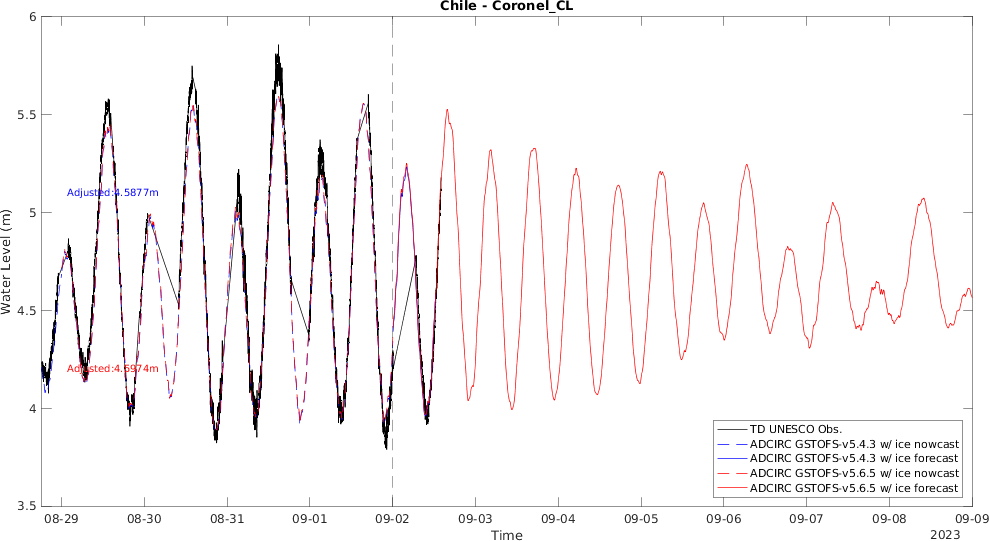 Chile - Coronel_CL
6
5.5
5
4.5
4
3.5
Water Level (m)
Adjusted:4.5877m
Adjusted:4.5974m
TD UNESCO Obs.
ADCIRC GSTOFS-v5.4.3 w/ ice nowcast
ADCIRC GSTOFS-v5.4.3 w/ ice forecast
ADCIRC GSTOFS-v5.6.5 w/ ice nowcast
ADCIRC GSTOFS-v5.6.5 w/ ice forecast
08-29 08-30 08-31 09-01 09-02 09-03 09-04 09-05 09-06 09-07 09-08 09-09
Time
2023